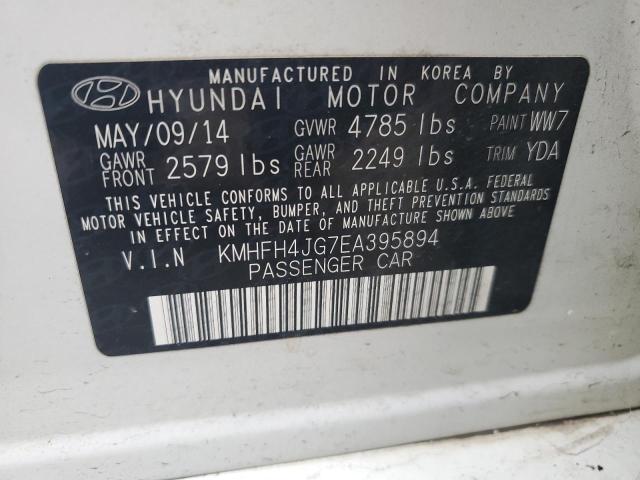 MANUFACTURED IN KOREA BY
HYUNDAI MOTOR COMPANY
MAY/09/14 GVWR 4785 lbs PAINT WW7
GAWR FRONT 2579 lbs GAWR REAR 2249 lbs TRIM YDA
THIS VEHICLE CONFORMS TO ALL APPLICABLE U.S.A. FEDERAL
MOTOR VEHICLE SAFETY, BUMPER, AND THEFT PREVENTION STANDARDS
IN EFFECT ON THE DATE OF MANUFACTURE SHOWN ABOVE.
V.I.N KMHFH4JG7EA395894
PASSENGER CAR